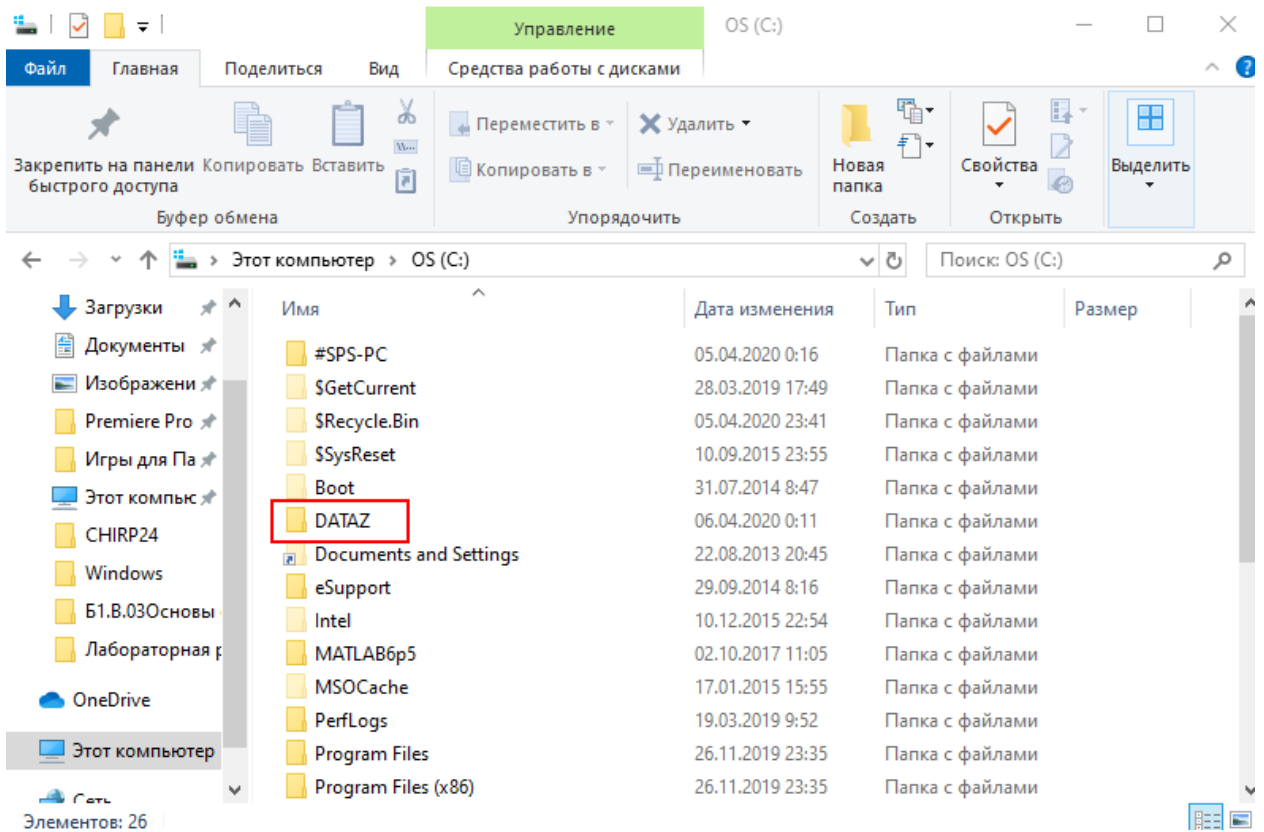 Управление OS (C:)
Файл Главная Поделиться Вид Средства работы с дисками ?
Закрепить на панели быстрого доступа
Копировать
Вставить
W...
Переместить в
Копировать в
Удалить
Переименовать
Новая папка
Свойства
Выделить
Буфер обмена Упорядочить Создать Открыть
Этот компьютер > OS (C:) Поиск: OS (C:)
Имя Дата изменения Тип Размер
Загрузки
Документы
Изображени
Premiere Pro
Игры для Па
Этот компьк
CHIRP24
Windows
Б1.В.03Основы
Лабораторная р
OneDrive
Этот компьютер
Сеть
#SPS-PC 05.04.2020 0:16 Папка с файлами
$GetCurrent 28.03.2019 17:49 Папка с файлами
$Recycle.Bin 05.04.2020 23:41 Папка с файлами
$SysReset 10.09.2015 23:55 Папка с файлами
Boot 31.07.2014 8:47 Папка с файлами
DATAZ 06.04.2020 0:11 Папка с файлами
Documents and Settings 22.08.2013 20:45 Папка с файлами
eSupport 29.09.2014 8:16 Папка с файлами
Intel 10.12.2015 22:54 Папка с файлами
MATLAB6p5 02.10.2017 11:05 Папка с файлами
MSOCache 17.01.2015 15:55 Папка с файлами
PerfLogs 19.03.2019 9:52 Папка с файлами
Program Files 26.11.2019 23:35 Папка с файлами
Program Files (x86) 26.11.2019 23:35 Папка с файлами
Элементов: 26